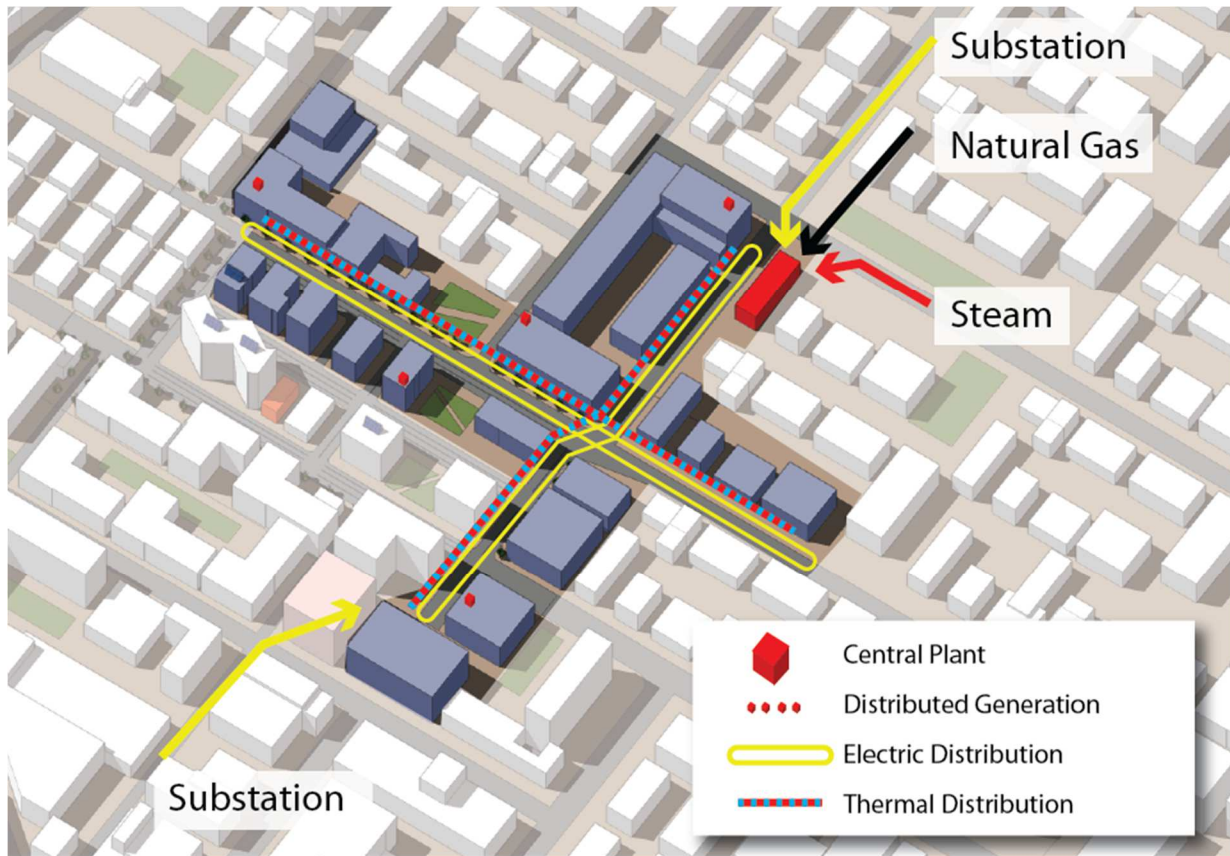 Substation
Natural Gas
Steam
Central Plant
Distributed Generation
Electric Distribution
Thermal Distribution
Substation